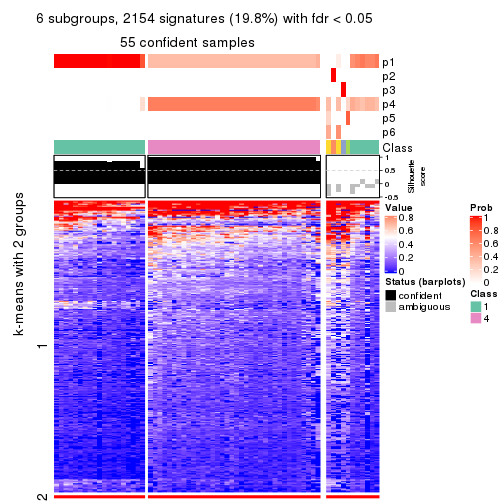 6 subgroups, 2154 signatures (19.8%) with fdr < 0.05
55 confident samples
p1
p2
p3
p4
p5
p6
Class
1
0.5
0
-0.5
Silhouette
score
k-means with 2 groups
1
2
Value
0.8
0.6
0.4
0.2
0
Prob
1
0.8
0.6
0.4
0.2
0
Status (barplots)
confident
ambiguous
Class
1
4